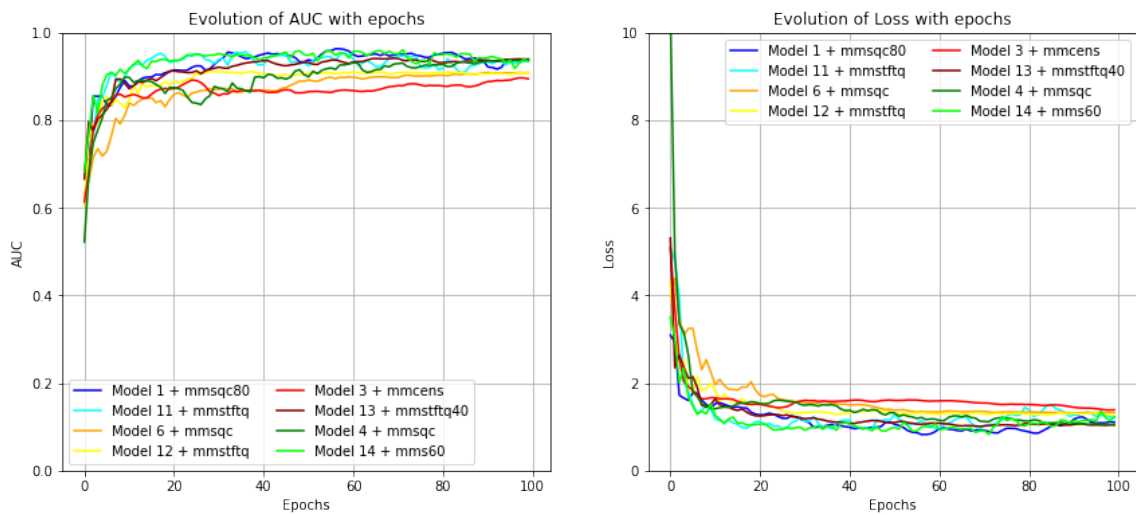 Evolution of AUC with epochs
1.0
0.8
0.6
0.4
0.2
0.0
AUC
Model 1 + mmsqc80
Model 11 + mmstftq
Model 6 + mmsqc
Model 12 + mmstftq
Model 3 + mmcens
Model 13 + mmstftq40
Model 4 + mmsqc
Model 14 + mms60
0 20 40 60 80 100
Epochs
Evolution of Loss with epochs
10
8
6
4
2
0
Loss
Model 1 + mmsqc80
Model 11 + mmstftq
Model 6 + mmsqc
Model 12 + mmstftq
Model 3 + mmcens
Model 13 + mmstftq40
Model 4 + mmsqc
Model 14 + mms60
0 20 40 60 80 100
Epochs